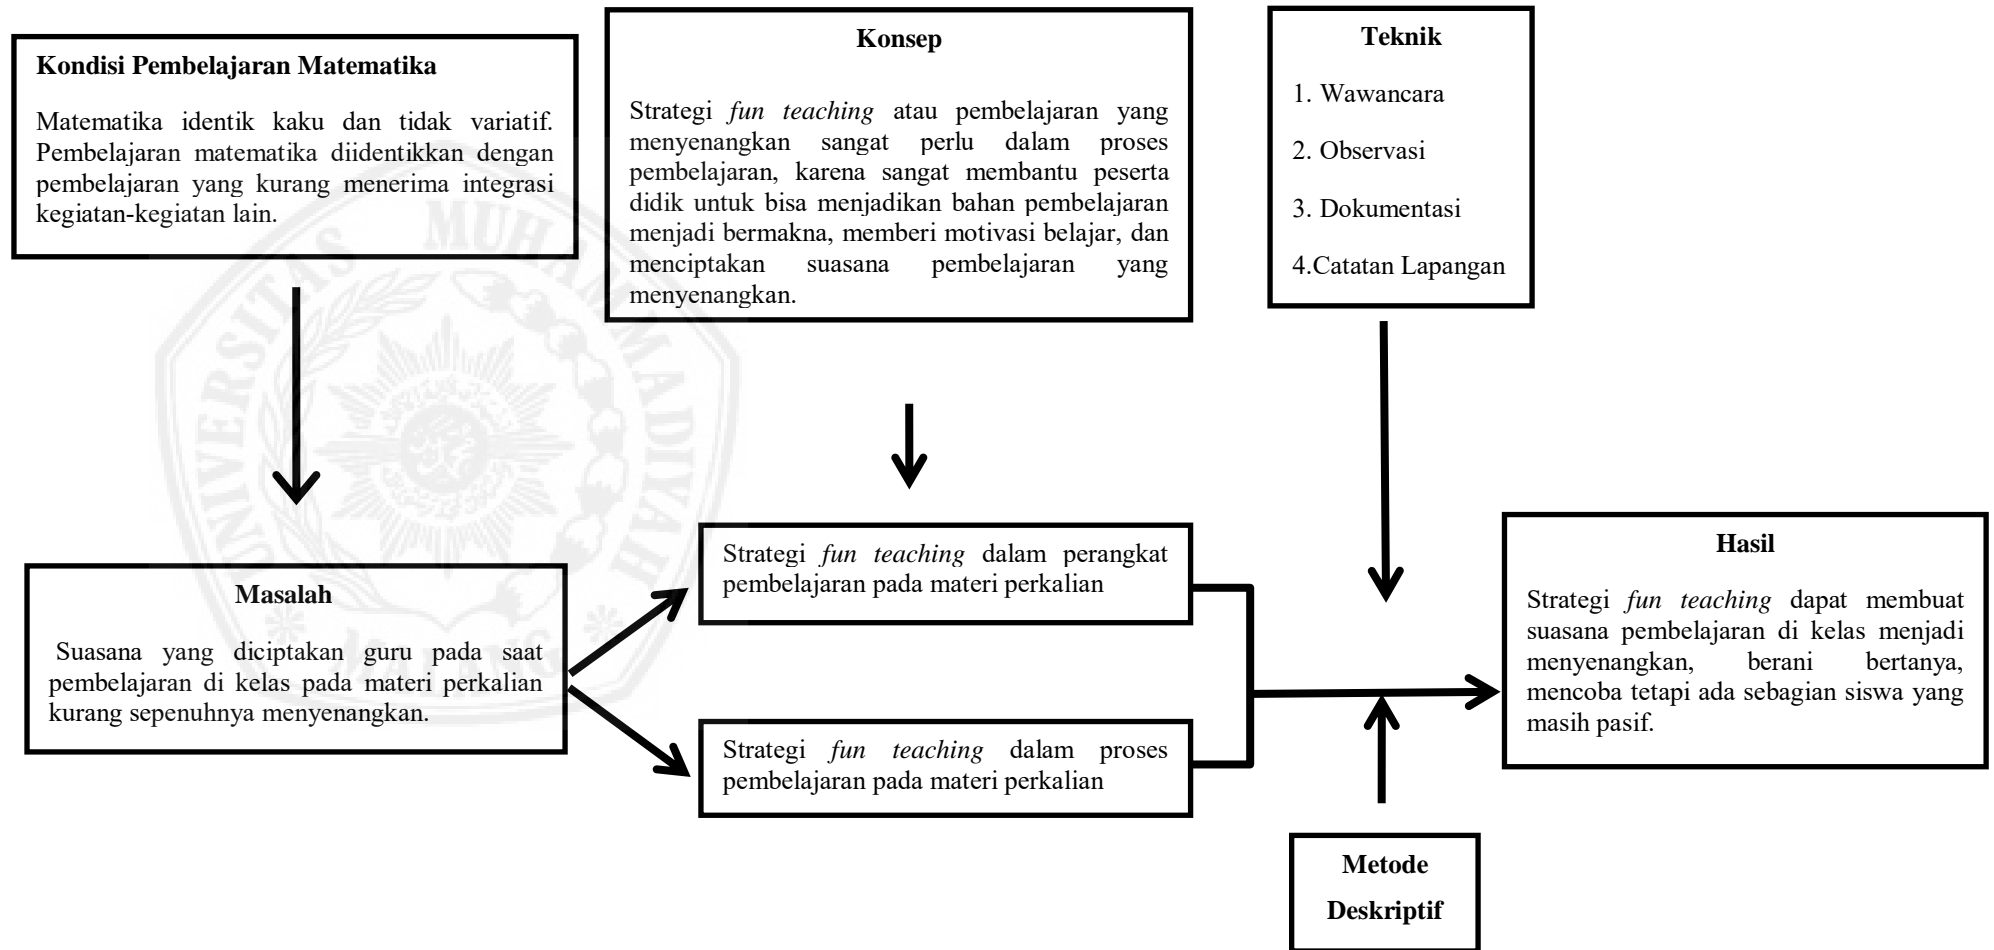 Kondisi Pembelajaran Matematika
Matematika identik kaku dan tidak variatif.
Pembelajaran matematika diidentikkan dengan
pembelajaran yang kurang menerima integrasi
kegiatan-kegiatan lain.
Konsep
Strategi fun teaching atau pembelajaran yang
menyenangkan sangat perlu dalam proses
pembelajaran, karena sangat membantu peserta
didik untuk bisa menjadikan bahan pembelajaran
menjadi bermakna, memberi motivasi belajar, dan
menciptakan suasana pembelajaran yang
menyenangkan.
Teknik
1. Wawancara
2. Observasi
3. Dokumentasi
4.Catatan Lapangan
Masalah
Suasana yang diciptakan guru pada saat
pembelajaran di kelas pada materi perkalian
kurang sepenuhnya menyenangkan.
Strategi fun teaching dalam perangkat
pembelajaran pada materi perkalian
Strategi fun teaching dalam proses
pembelajaran pada materi perkalian
Hasil
Strategi fun teaching dapat membuat
suasana pembelajaran di kelas menjadi
menyenangkan, berani bertanya,
mencoba tetapi ada sebagian siswa yang
masih pasif.
Metode
Deskriptif
UNIVERSITAS MUHAMMADIYAH
MALANG